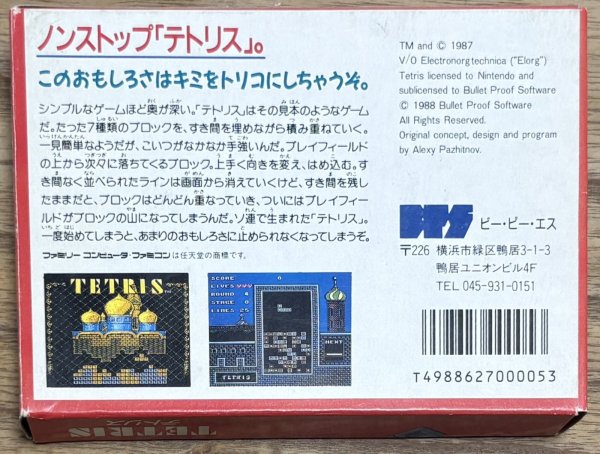 ノンストップ「テトリス」。
このおもしろさはキミをトリコにしちゃうぞ。
シンプルなゲームほど奥が深い。「テトリス」はその見本のようなゲーム
だ。たった7種類のブロックを、すき間を埋めながら積み重ねていく。
一見簡単なようだが、こいつがなかなか手強いんだ。プレイフィールド
の上から次々に落ちてくるブロック。上手く向きを変え、はめ込む。す
き間なく並べられたラインは画面から消えていくけど、すき間を残し
たままだと、ブロックはどんどん重なっていき、ついにはプレイフィー
ルドがブロックの山になってしまうんだ。ソ連で生まれた「テトリス」。
一度始めてしまうと、あまりのおもしろさに止められなくなってしまうぞ。
ファミリーコンピュータ・ファミコンは任天堂の商標です。
TM and © 1987
V/O Electronorgtechnica ("Elorg")
Tetris licensed to Nintendo and
sublicensed to Bullet Proof Software
© 1988 Bullet Proof Software
All Rights Reserved.
Original concept, design and program
by Alexy Pazhitnov.
BPS ビー・ピー・エス
〒226 横浜市緑区鴨居3-1-3
鴨居ユニオンビル4F
TEL 045-931-0151
T4988627000053
TETRIS
SCORE 0
LIVES
ROUND
STAGE 0
LINES 25
NEXT
TETRIS
TETRIS
テトリス